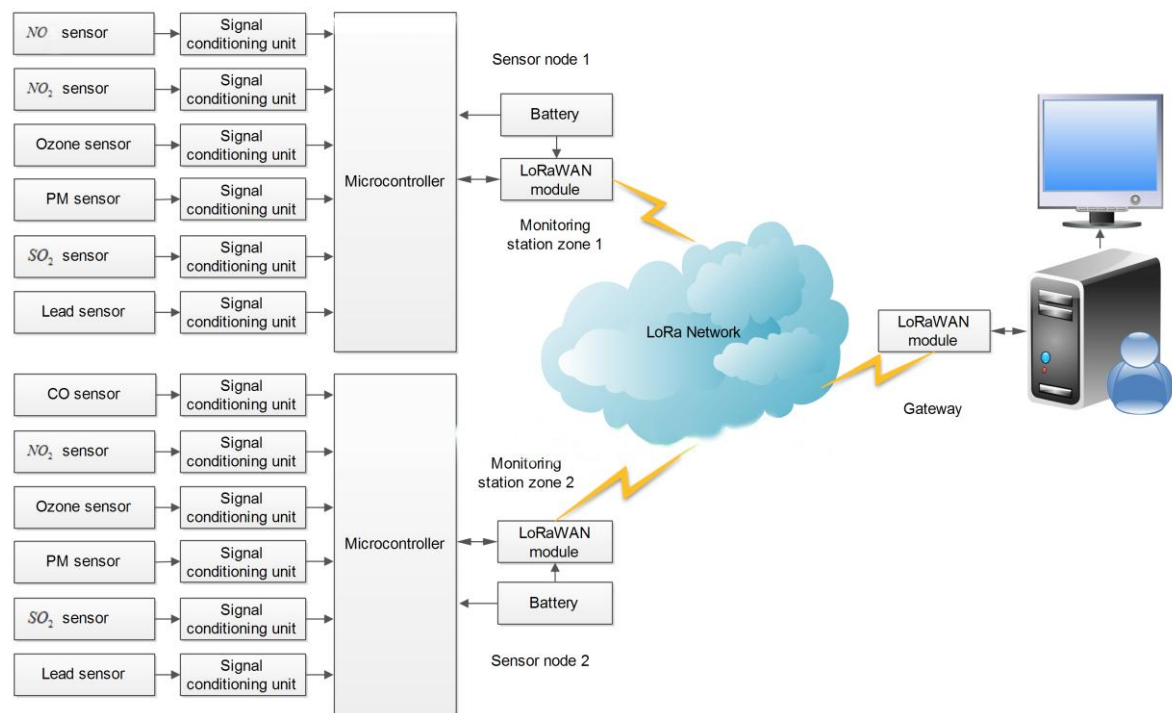 NO sensor
Signal
conditioning unit
NO₂ sensor
Signal
conditioning unit
Ozone sensor
Signal
conditioning unit
PM sensor
Signal
conditioning unit
SO₂ sensor
Signal
conditioning unit
Lead sensor
Signal
conditioning unit
Microcontroller
Sensor node 1
Battery
LoRaWAN
module
Monitoring
station zone 1
LoRa Network
LoRaWAN
module
Gateway
CO sensor
Signal
conditioning unit
NO₂ sensor
Signal
conditioning unit
Ozone sensor
Signal
conditioning unit
PM sensor
Signal
conditioning unit
SO₂ sensor
Signal
conditioning unit
Lead sensor
Signal
conditioning unit
Microcontroller
Monitoring
station zone 2
LoRaWAN
module
Battery
Sensor node 2